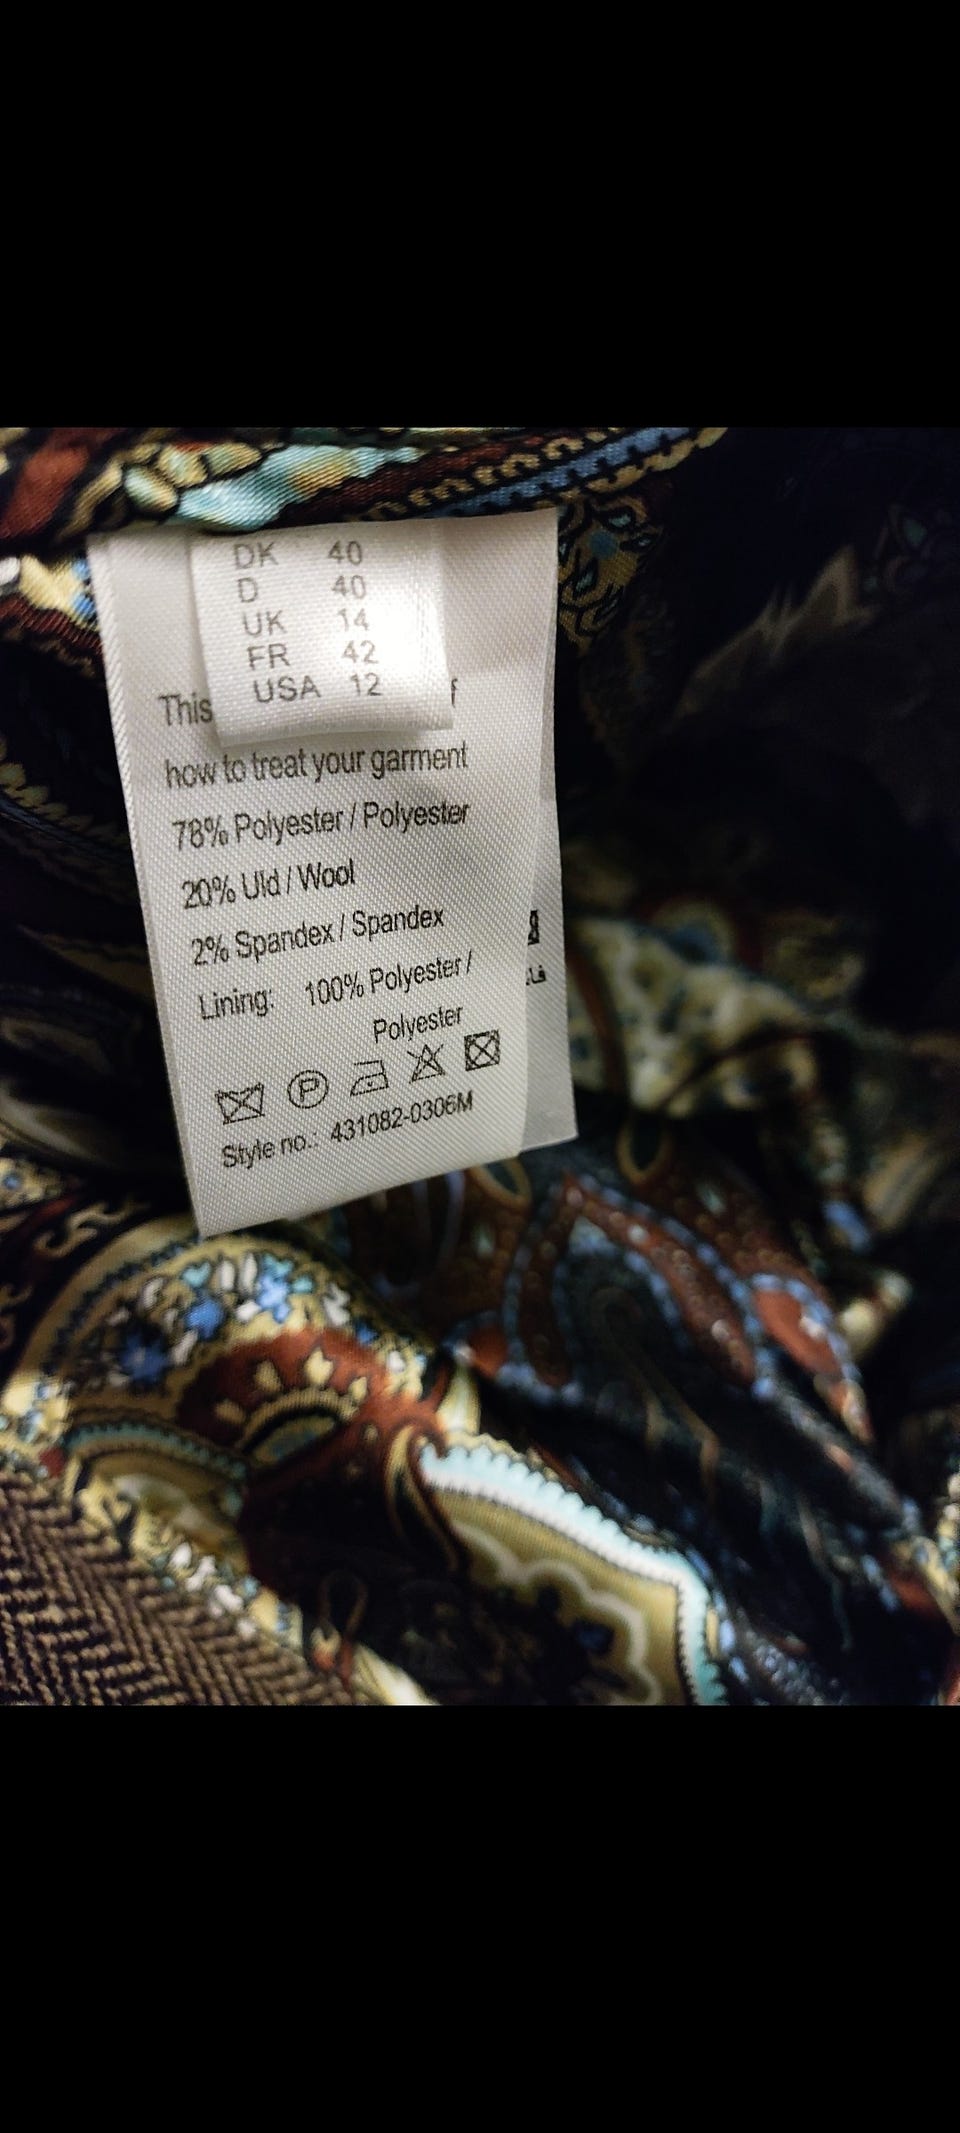 DK 40
D 40
UK 14
FR 42
USA 12
This
how to treat your garment
78% Polyester / Polyester
20% Uld / Wool
2% Spandex / Spandex
Lining: 100% Polyester /
Polyester
P
Style no.: 431082-0306M